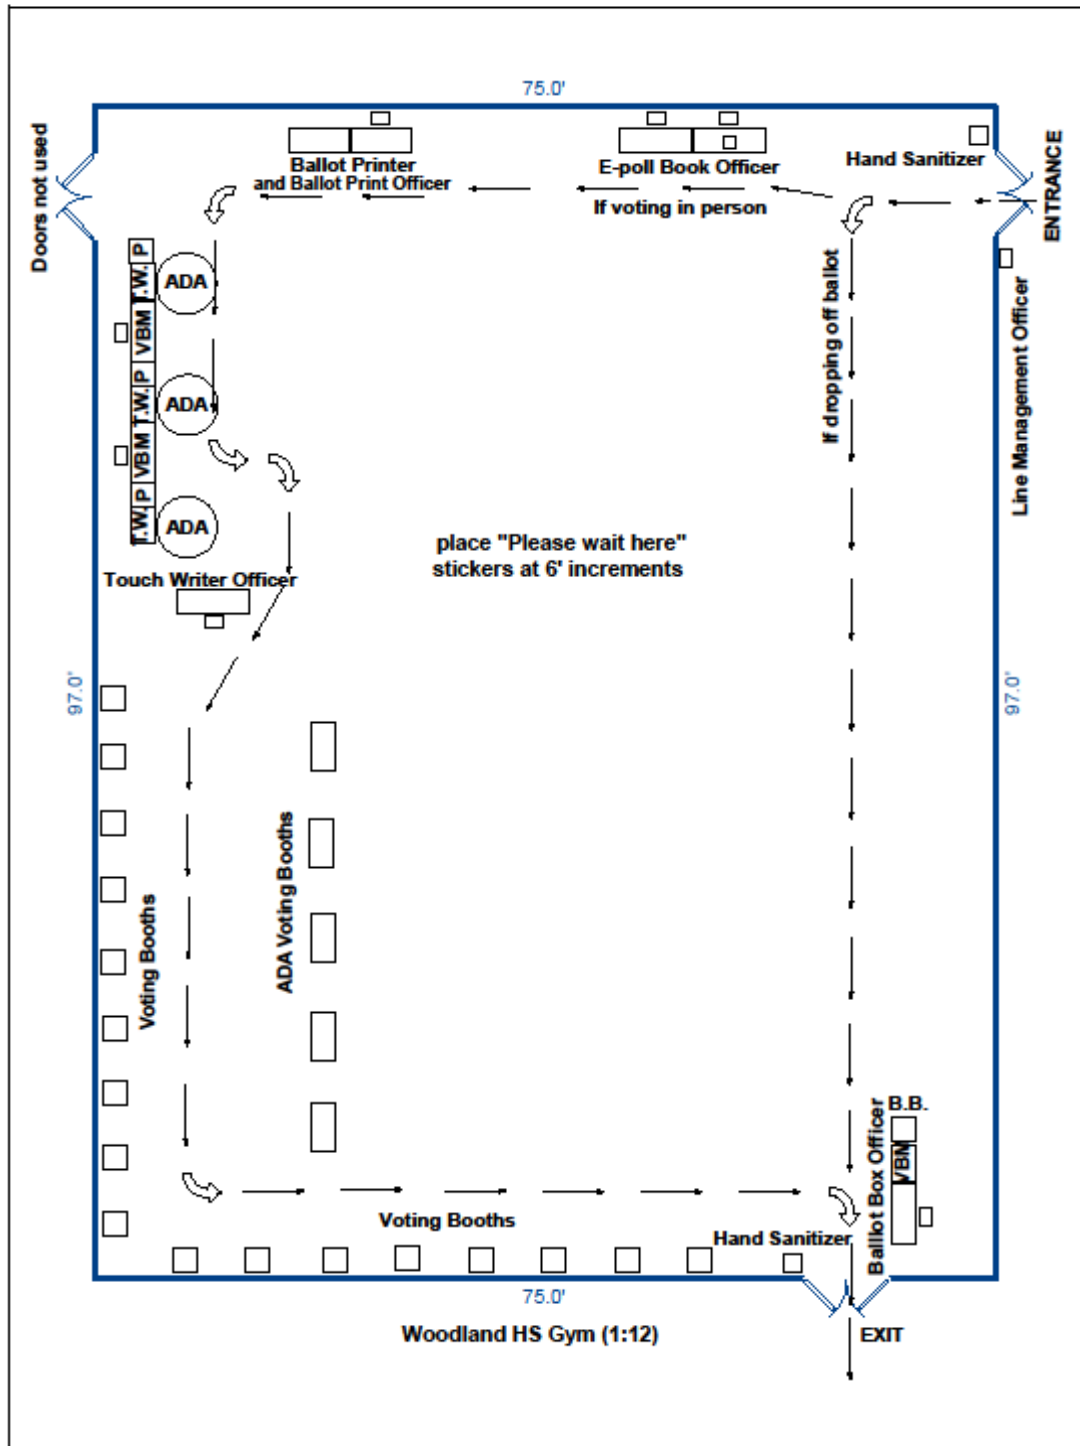 75.0'
Doors not used
Ballot Printer
and Ballot Print Officer
E-poll Book Officer
Hand Sanitizer
If voting in person
ENTRANCE
Line Management Officer
If dropping off ballot
P
T.W.
ADA
VBM
P
T.W.
ADA
VBM
P
T.W.
ADA
Touch Writer Officer
place "Please wait here"
stickers at 6' increments
97.0'
97.0'
Voting Booths
ADA Voting Booths
B.B.
VBM
Balllot Box Officer
Voting Booths
Hand Sanitizer
75.0'
Woodland HS Gym (1:12)
EXIT